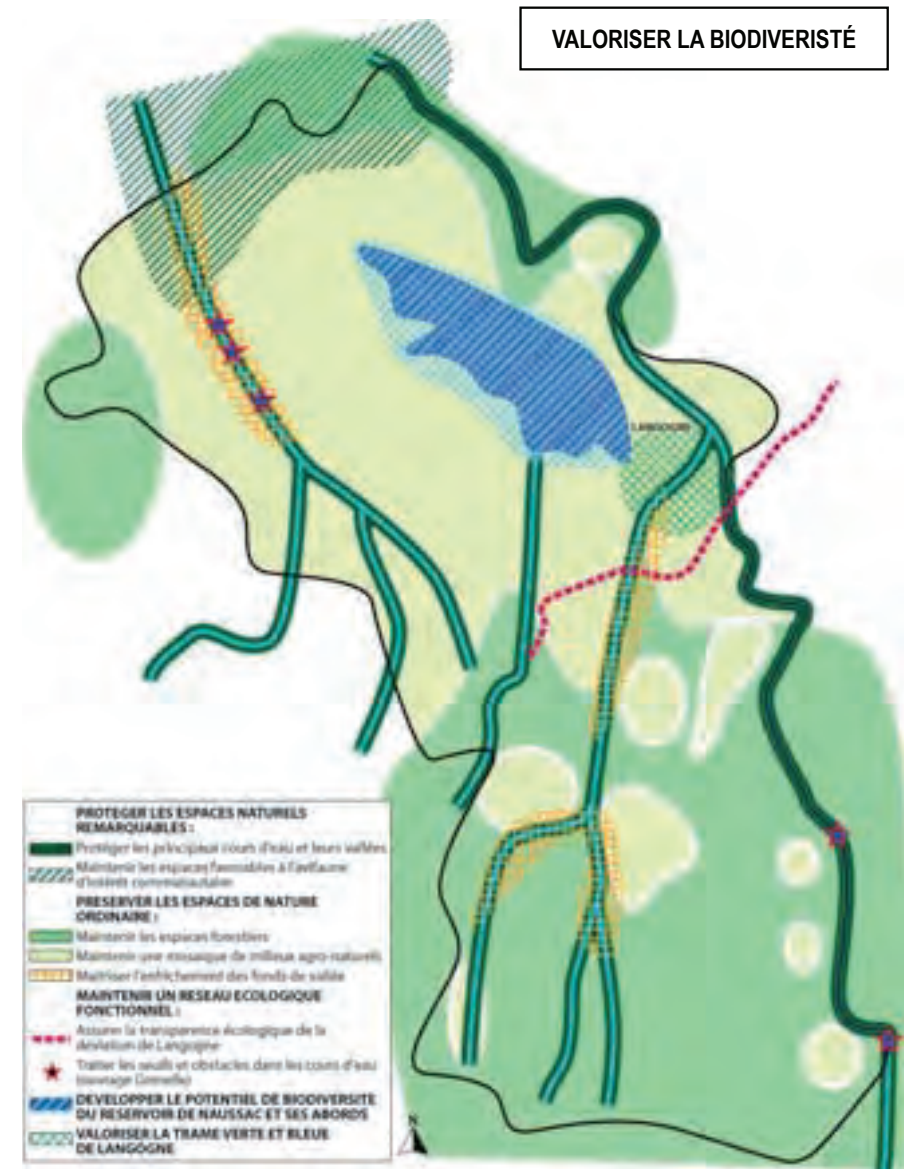 VALORISER LA BIODIVERISTÉ
LANGOGNE
PROTEGER LES ESPACES NATURELS
REMARQUABLES :
Protéger les principaux cours d'eau et leurs vallées
Maintenir les espaces favorables à l'avifaune
d'intérêt communautaire
PRESERVER LES ESPACES DE NATURE
ORDINAIRE :
Maintenir les espaces forestiers
Maintenir une mosaïque de milieux agro-naturels
Maîtriser l'enfrichement des fonds de vallée
MAINTENIR UN RESEAU ECOLOGIQUE
FONCTIONNEL :
Assurer la transparence écologique de la
déviation de Langogne
Traiter les seuils et obstacles dans les cours d'eau
(ouvrage Grenelle)
DEVELOPPER LE POTENTIEL DE BIODIVERSITE
DU RESERVOIR DE NAUSSAC ET SES ABORDS
VALORISER LA TRAME VERTE ET BLEUE
DE LANGOGNE
N